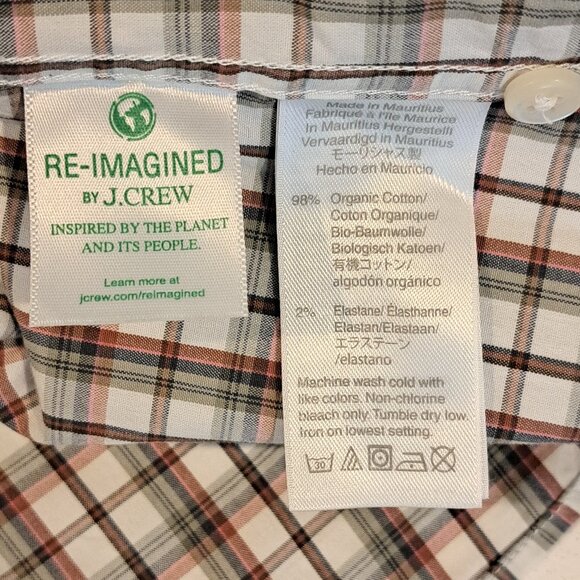 RE-IMAGINED
BY J.CREW
INSPIRED BY THE PLANET
AND ITS PEOPLE.
Learn more at
jcrew.com/reimagined
Made in Mauritius
Fabriqué à l'île Maurice
In Mauritius Hergestellt
Vervaardigd in Mauritius
モーリシャス製
Hecho en Mauricio
98% Organic Cotton/
Coton Organique/
Bio-Baumwolle/
Biologisch Katoen/
有機コットン/
algodón orgánico
2% Elastane/Élasthanne/
Elastan/Elastaan/
エラステーン
/elastano
Machine wash cold with
like colors. Non-chlorine
bleach only. Tumble dry low.
Iron on lowest setting.
30